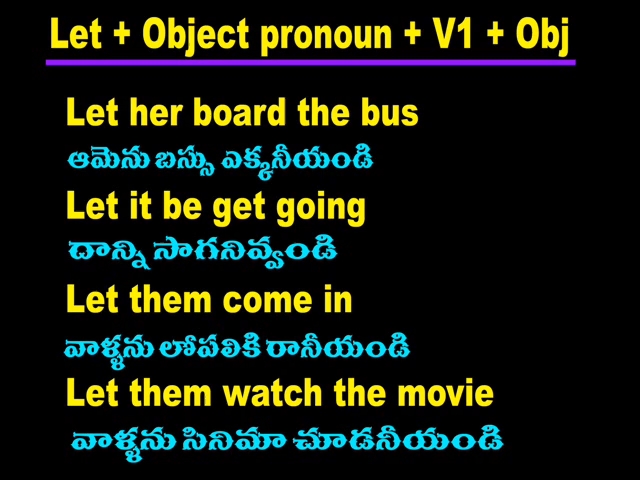 Let + Object pronoun + V1 + Obj
Let her board the bus
ఆమెను బస్సు ఎక్కనీయండి
Let it be get going
దాన్ని సాగనివ్వండి
Let them come in
వాళ్ళను లోపలికి రానీయండి
Let them watch the movie
వాళ్ళను సినిమా చూడనీయండి